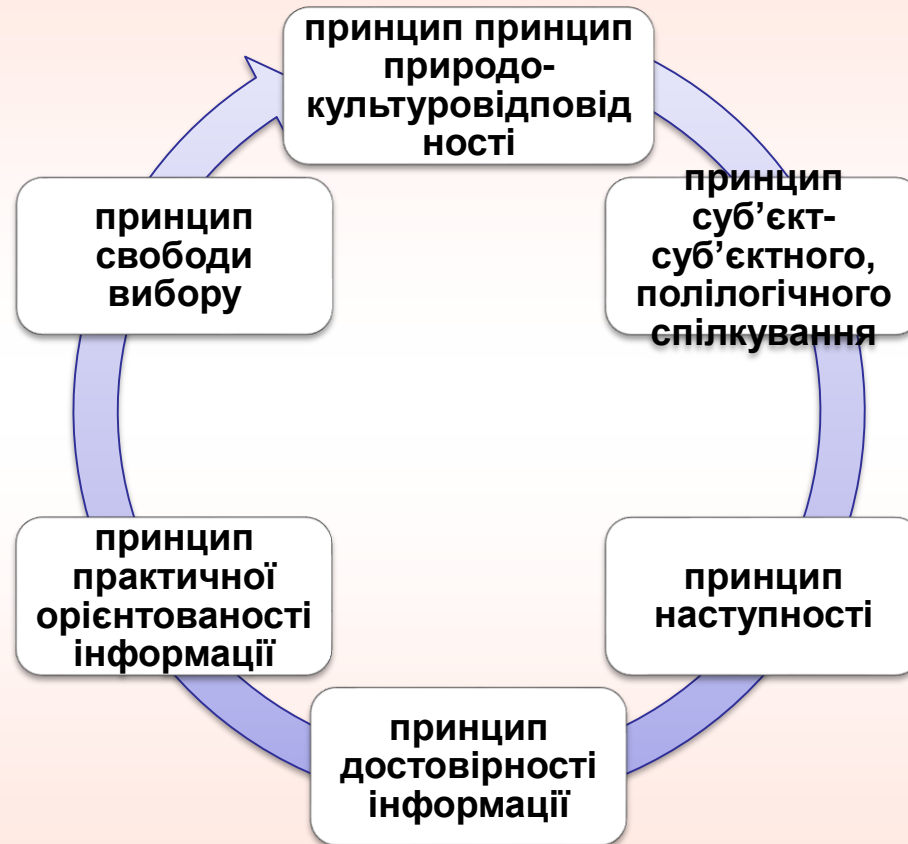 принцип принцип
природо-
культуровідповід
ності
принцип
суб’єкт-
суб’єктного,
полілогічного
спілкування
принцип
наступності
принцип
достовірності
інформації
принцип
практичної
орієнтованості
інформації
принцип
свободи
вибору